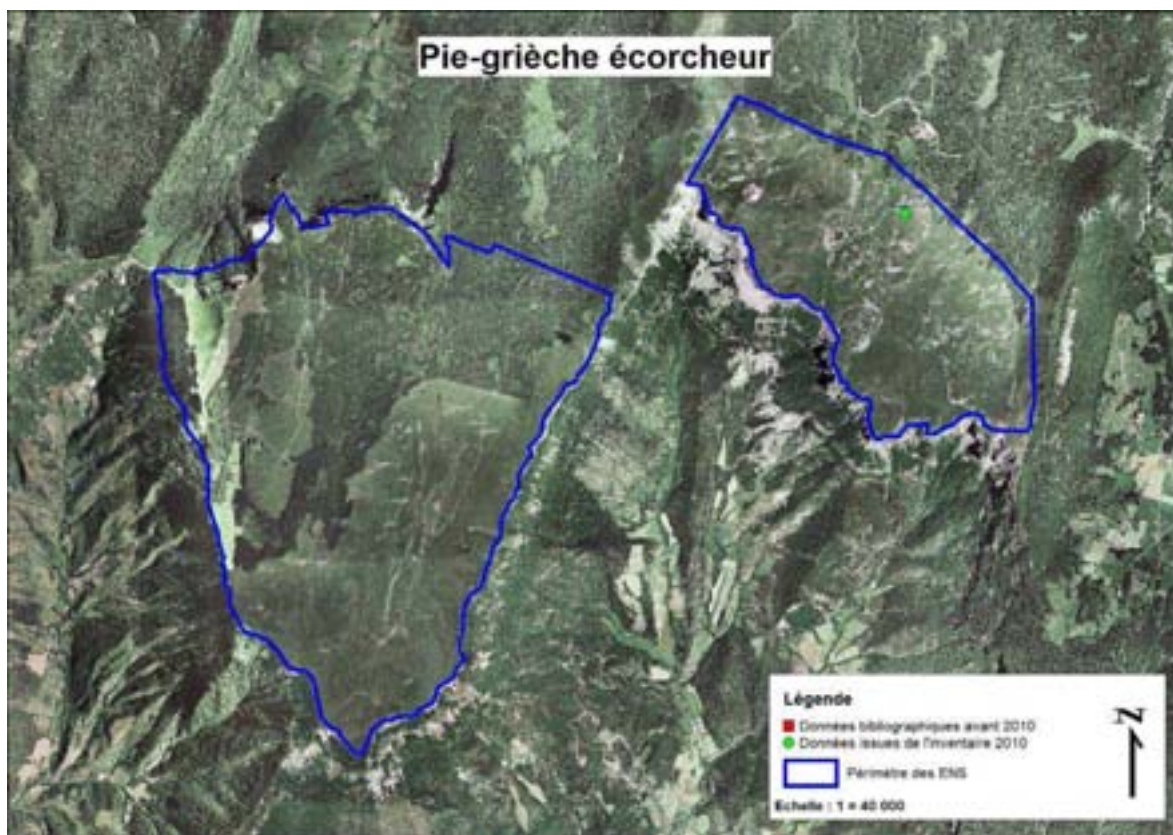 Pie-grièche écorcheur
Légende
Données bibliographiques avant 2010
Données issues de l'inventaire 2010
Périmètre des ENS
Echelle : 1 = 40 000
N